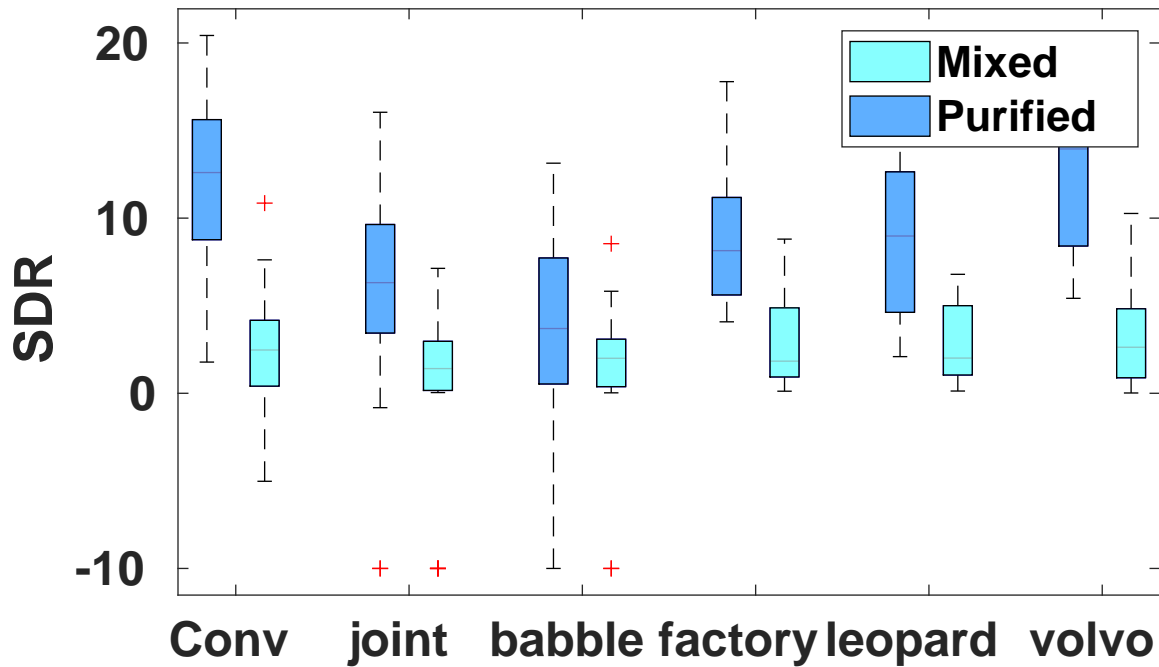 20
10
0
-10
SDR
Mixed
Purified
Conv joint babble factory leopard volvo